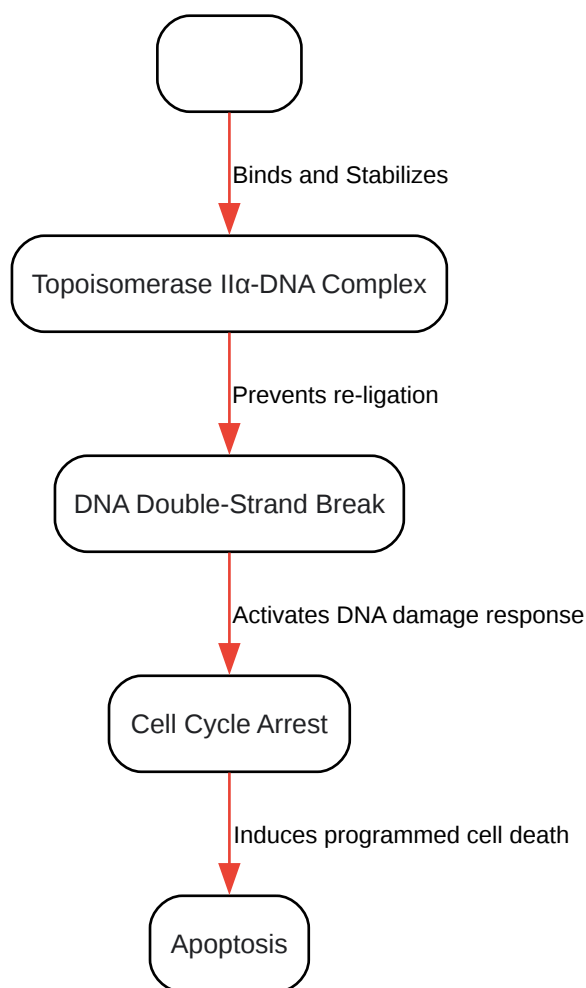 Binds and Stabilizes
Topoisomerase IIα-DNA Complex
Prevents re-ligation
DNA Double-Strand Break
Activates DNA damage response
Cell Cycle Arrest
Induces programmed cell death
Apoptosis